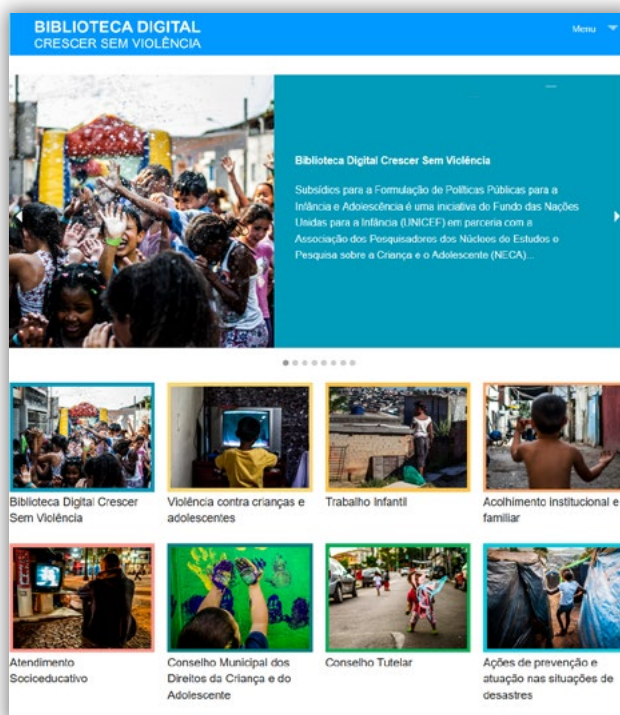 BIBLIOTECA DIGITAL
CRESCER SEM VIOLÊNCIA
Menu
Biblioteca Digital Crescer Sem Violência
Subsídios para a Formulação de Políticas Públicas para a
Infância e Adolescência é uma iniciativa do Fundo das Nações
Unidas para a Infância (UNICEF) em parceria com a
Associação dos Pesquisadores dos Núcleos de Estudos e
Pesquisa sobre a Criança e o Adolescente (NECA)...
Biblioteca Digital Crescer
Sem Violência
Violência contra crianças e
adolescentes
Trabalho Infantil
Acolhimento institucional e
familiar
Atendimento
Sociceducativo
Conselho Municipal dos
Direitos da Criança e do
Adolescente
Conselho Tutelar
Ações de prevenção e
atuação nas situações de
desastres